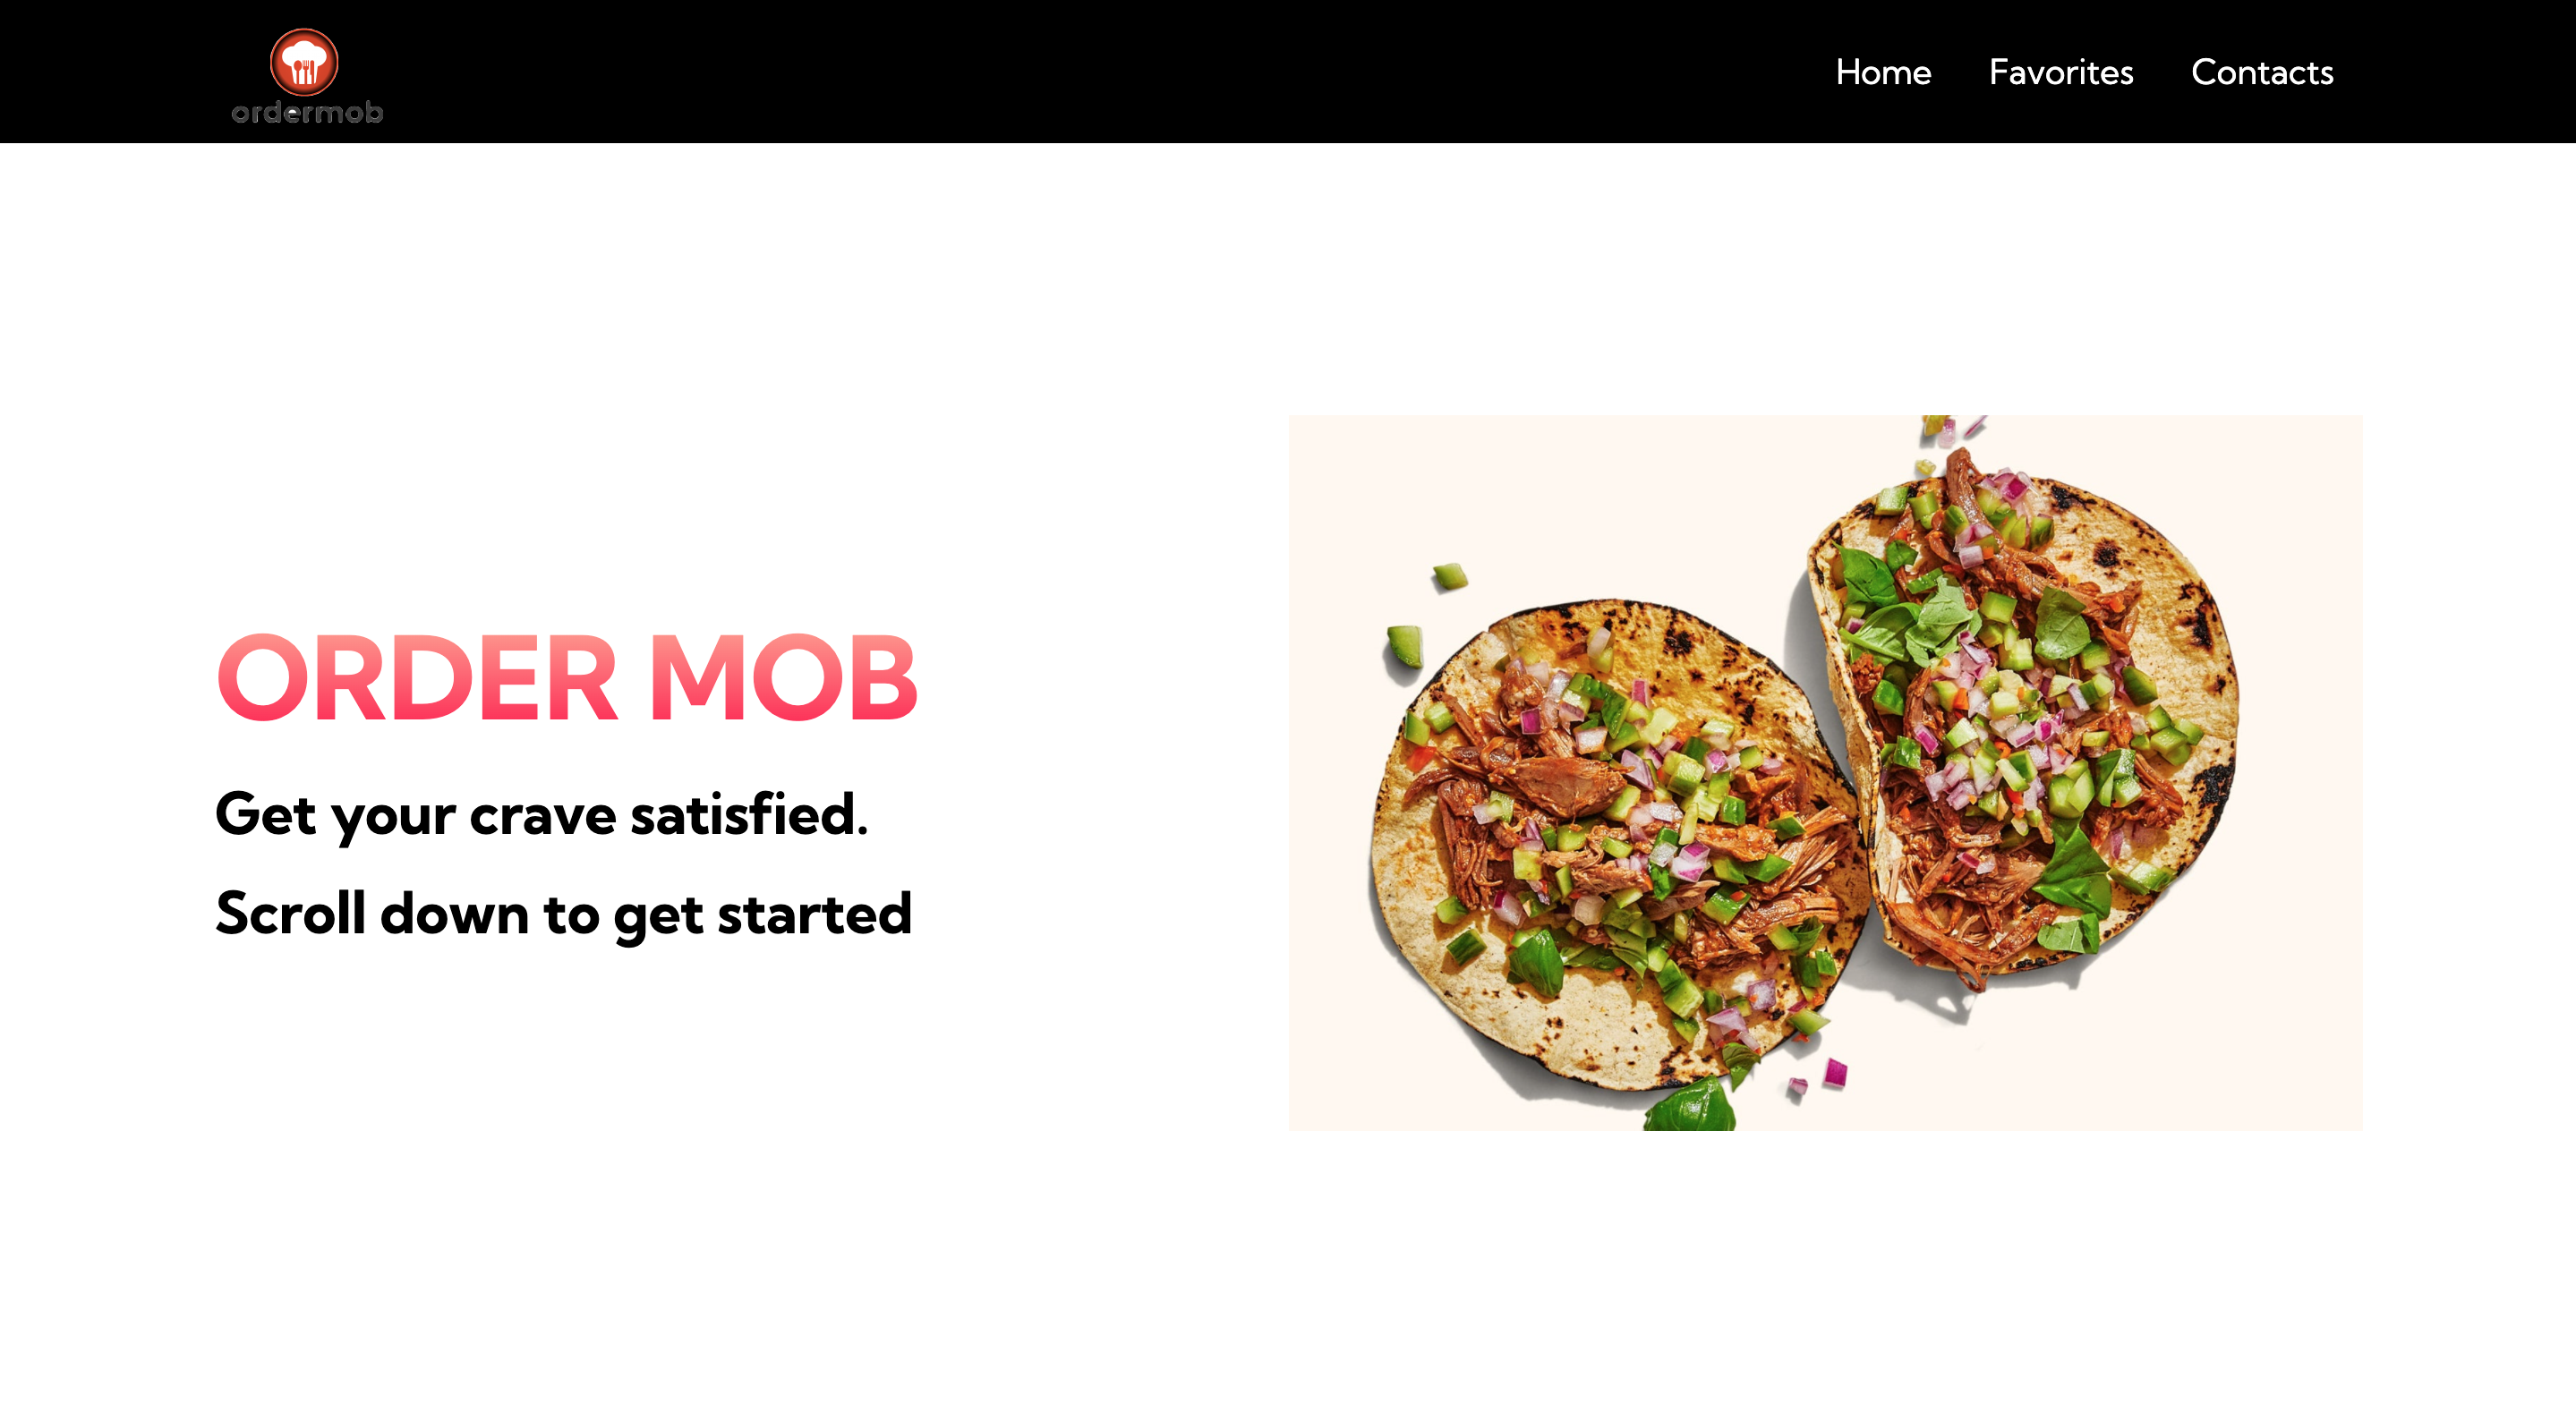 ordermob
Home Favorites Contacts
ORDER MOB
Get your crave satisfied.
Scroll down to get started